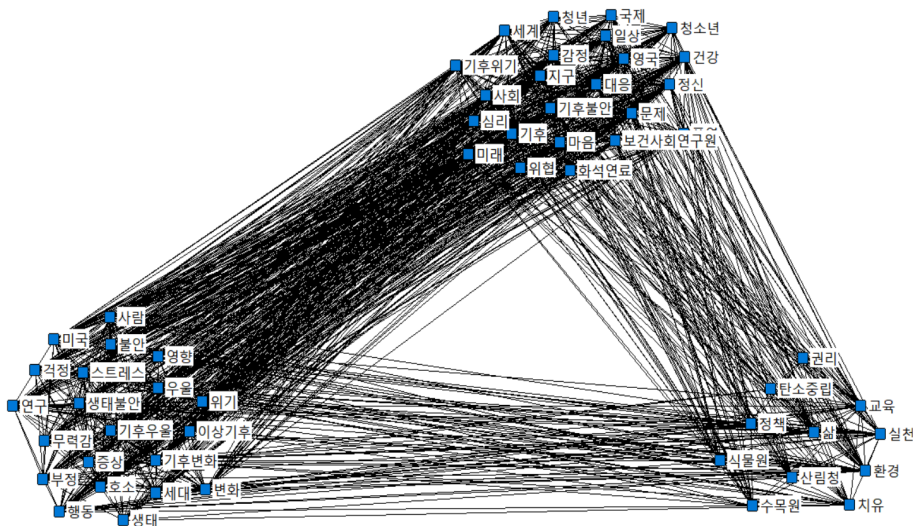 청년
국제
세계
일상
청소년
감정
영국
건강
기후위기
지구
대응
정신
사회
기후불안
문제
심리
기후
마음
보건사회연구원
미래
위협
화석연료
사람
미국
불안
영향
걱정
스트레스
우울
연구
생태불안
위기
무력감
기후우울
이상기후
증상
기후변화
부정
호소
세대
변화
행동
생태
권리
탄소중립
교육
정책
삶
실천
식물원
산림청
환경
수목원
치유